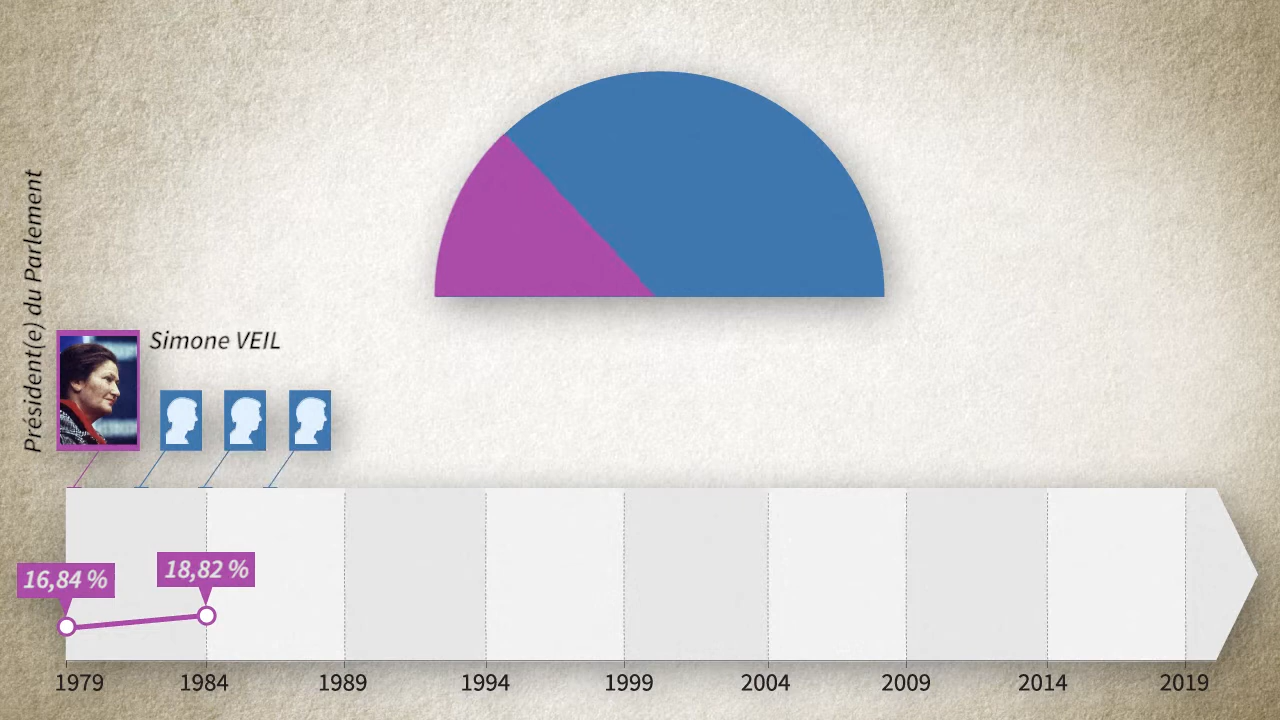 Président(e) du Parlement
Simone VEIL
16,84 %
18,82 %
1979 1984 1989 1994 1999 2004 2009 2014 2019